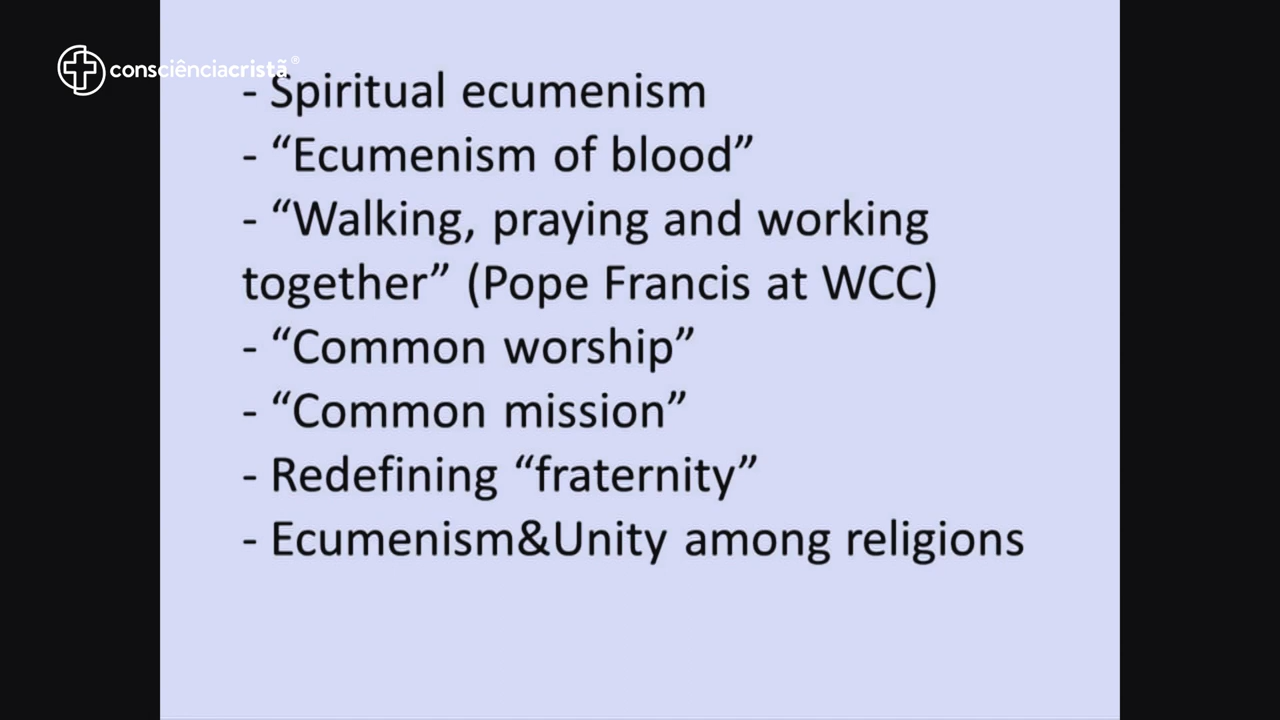 consciênciacristã®
- Spiritual ecumenism
- “Ecumenism of blood”
- “Walking, praying and working
together” (Pope Francis at WCC)
- “Common worship”
- “Common mission”
- Redefining “fraternity”
- Ecumenism&Unity among religions